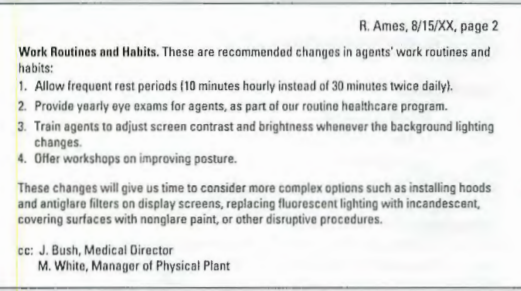 R. Ames, 8/15/XX, page 2
Work Routines and Habits. These are recommended changes in agents' work routines and
habits:
1. Allow frequent rest periods (10 minutes hourly instead of 30 minutes twice daily).
2. Provide yearly eye exams for agents, as part of our routine healthcare program.
3. Train agents to adjust screen contrast and brightness whenever the background lighting
changes.
4. Offer workshops on improving posture.
These changes will give us time to consider more complex options such as installing hoods
and antiglare filters on display screens, replacing fluorescent lighting with incandescent,
covering surfaces with nonglare paint, or other disruptive procedures.
cc: J. Bush, Medical Director
M. White, Manager of Physical Plant